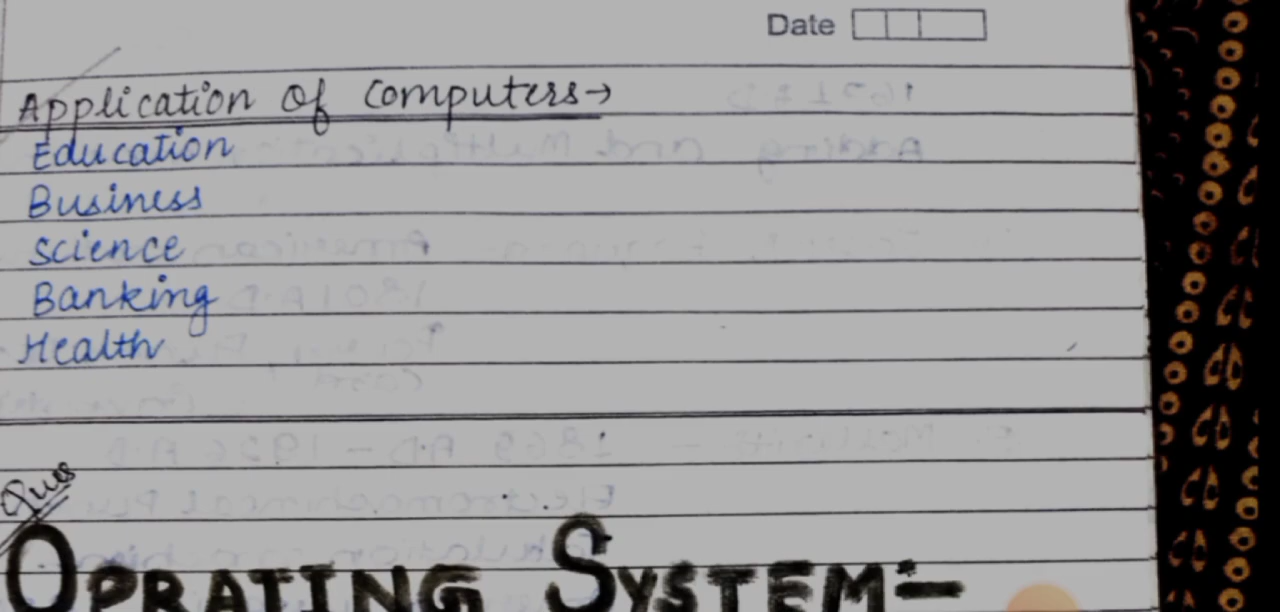 Date
Application Of Computers→
Education
Business
Science
Banking
Health
Ques
OPRATING SYSTEM:-